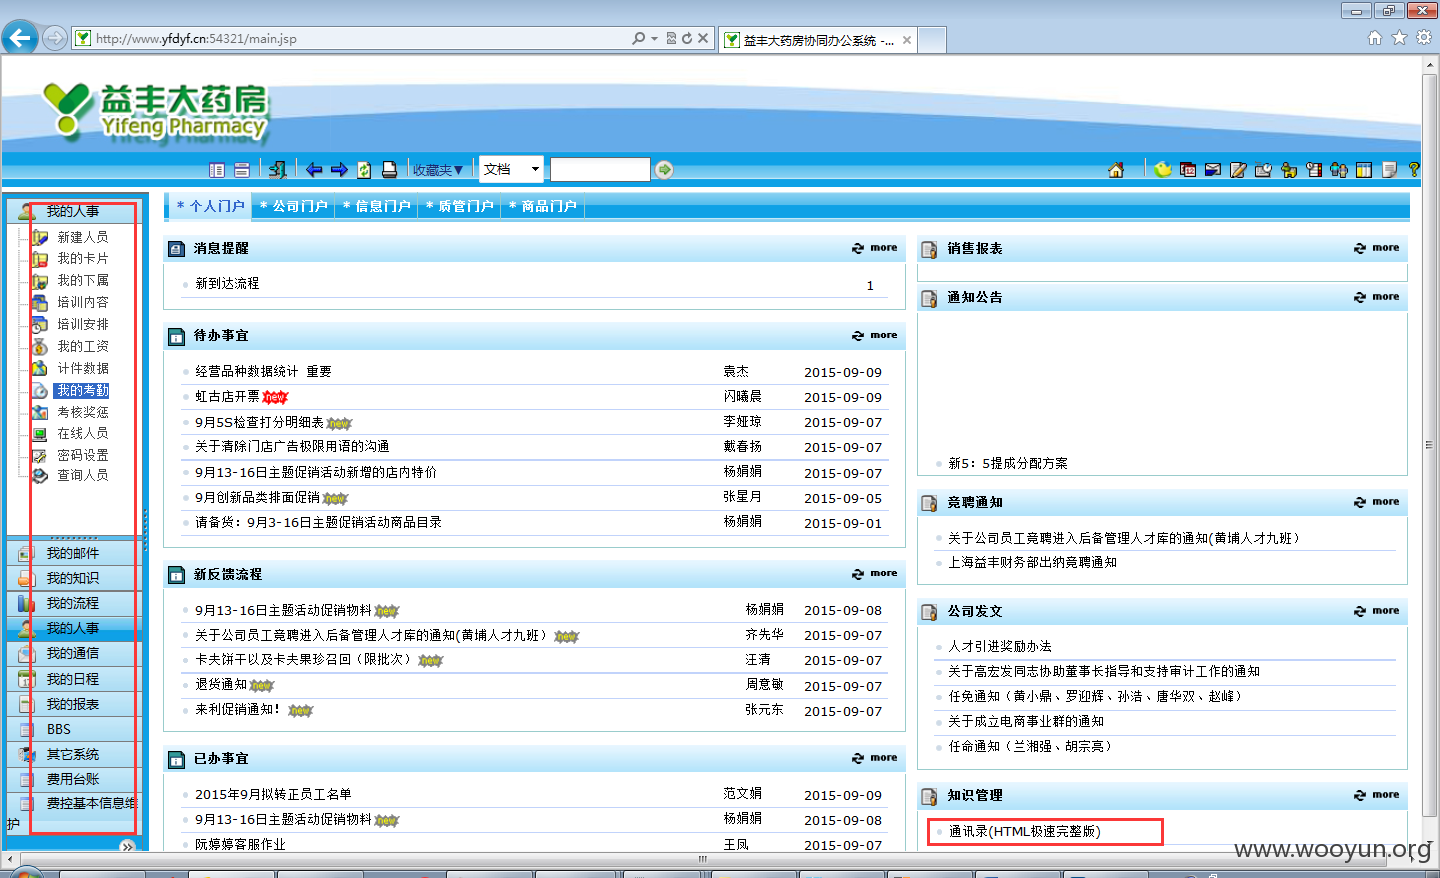 http://www.yfdyf.cn:54321/main.jsp
益丰大药房协同办公系统 -...
益丰大药房
Yifeng Pharmacy
收藏夹▼
文档
* 个人门户
* 公司门户
* 信息门户
* 质管门户
* 商品门户
我的人事
新建人员
我的卡片
我的下属
培训内容
培训安排
我的工资
计件数据
我的考勤
考核奖惩
在线人员
密码设置
查询人员
我的邮件
我的知识
我的流程
我的人事
我的通信
我的日程
我的报表
BBS
其它系统
费用台账
费控基本信息维
护
消息提醒 more
新到达流程 1
待办事宜 more
经营品种数据统计 重要 袁杰 2015-09-09
虹古店开票 new 闪曦晨 2015-09-09
9月5S检查打分明细表 new 李娅琼 2015-09-07
关于清除门店广告极限用语的沟通 戴春扬 2015-09-07
9月13-16日主题促销活动新增的店内特价 杨娟娟 2015-09-07
9月创新品类排面促销 new 张星月 2015-09-05
请备货：9月3-16日主题促销活动商品目录 杨娟娟 2015-09-01
新反馈流程 more
9月13-16日主题活动促销物料 new 杨娟娟 2015-09-08
关于公司员工竞聘进入后备管理人才库的通知(黄埔人才九班） new 齐先华 2015-09-07
卡夫饼干以及卡夫果珍召回（限批次） new 汪清 2015-09-07
退货通知 new 周意敏 2015-09-07
来利促销通知！ new 张元东 2015-09-07
已办事宜 more
2015年9月拟转正员工名单 范文娟 2015-09-09
9月13-16日主题活动促销物料 new 杨娟娟 2015-09-08
阮婷婷客服作业 王凤 2015-09-07
销售报表 more
通知公告 more
新5：5提成分配方案
竞聘通知 more
关于公司员工竞聘进入后备管理人才库的通知(黄埔人才九班）
上海益丰财务部出纳竞聘通知
公司发文 more
人才引进奖励办法
关于高宏发同志协助董事长指导和支持审计工作的通知
任免通知（黄小鼎、罗迎辉、孙浩、唐华双、赵峰）
关于成立电商事业群的通知
任命通知（兰湘强、胡宗亮）
知识管理 more
通讯录(HTML极速完整版)
www.wooyun.org